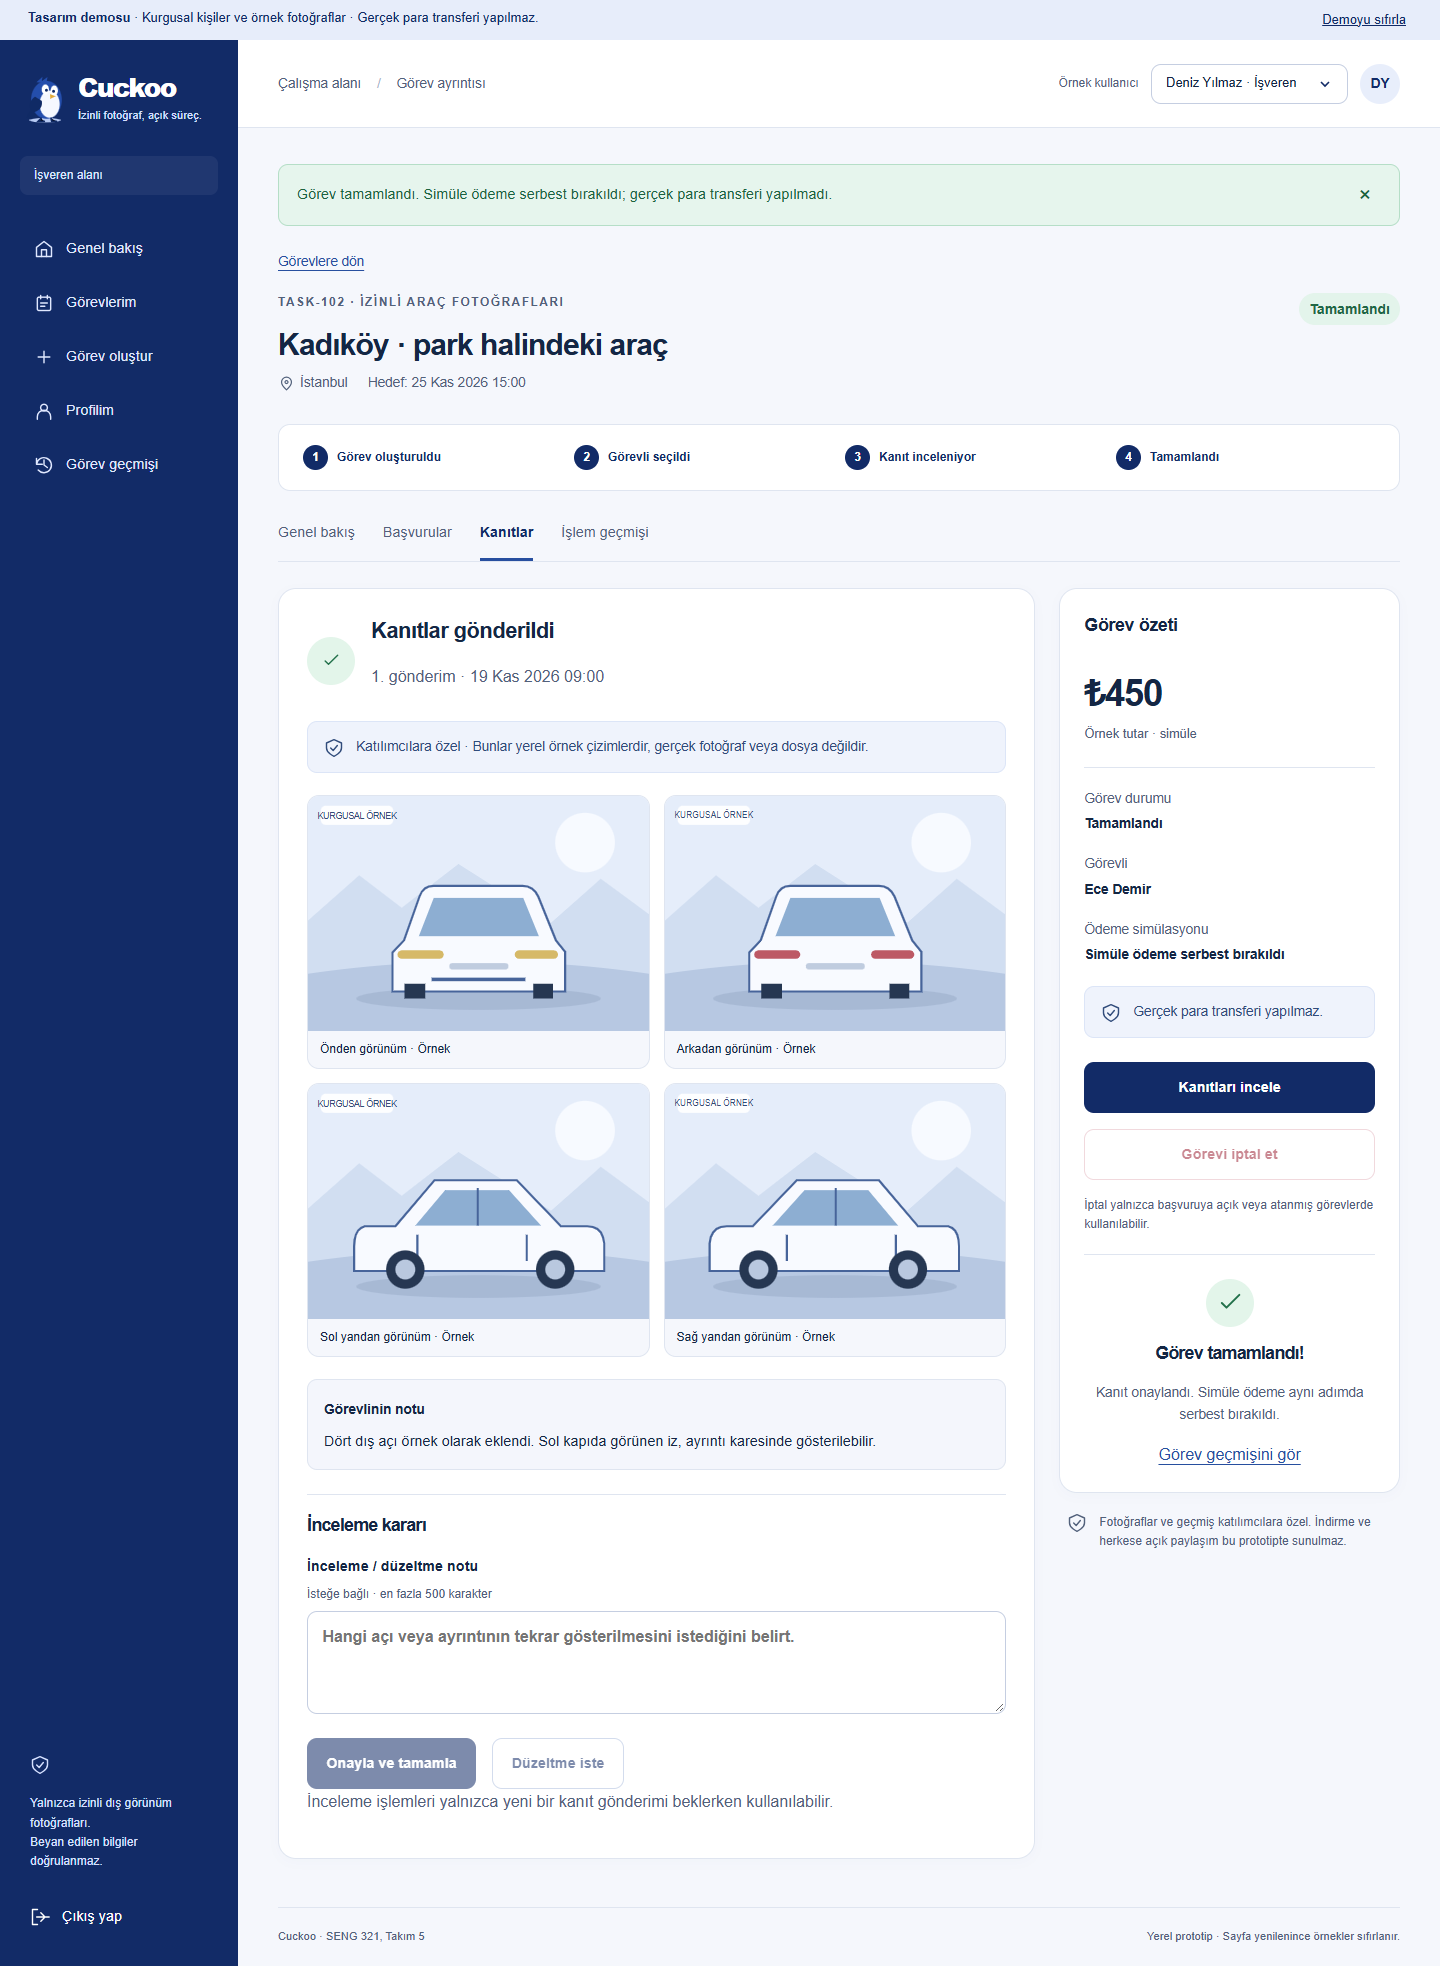 Tasarım demosu · Kurgusal kişiler ve örnek fotoğraflar · Gerçek para transferi yapılmaz.
Demoyu sıfırla
Cuckoo
İzinli fotoğraf, açık süreç.
İşveren alanı
Genel bakış
Görevlerim
Görev oluştur
Profilim
Görev geçmişi
Yalnızca izinli dış görünüm
fotoğrafları.
Beyan edilen bilgiler
doğrulanmaz.
Çıkış yap
Çalışma alanı / Görev ayrıntısı
Örnek kullanıcı
Deniz Yılmaz · İşveren
DY
Görev tamamlandı. Simüle ödeme serbest bırakıldı; gerçek para transferi yapılmadı.
Görevlere dön
TASK-102 · İZİNLİ ARAÇ FOTOĞRAFLARI
Tamamlandı
Kadıköy · park halindeki araç
İstanbul
Hedef: 25 Kas 2026 15:00
1 Görev oluşturuldu
2 Görevli seçildi
3 Kanıt inceleniyor
4 Tamamlandı
Genel bakış
Başvurular
Kanıtlar
İşlem geçmişi
Kanıtlar gönderildi
1. gönderim · 19 Kas 2026 09:00
Katılımcılara özel · Bunlar yerel örnek çizimlerdir, gerçek fotoğraf veya dosya değildir.
KURGUSAL ÖRNEK
Önden görünüm · Örnek
KURGUSAL ÖRNEK
Arkadan görünüm · Örnek
KURGUSAL ÖRNEK
Sol yandan görünüm · Örnek
KURGUSAL ÖRNEK
Sağ yandan görünüm · Örnek
Görevlinin notu
Dört dış açı örnek olarak eklendi. Sol kapıda görünen iz, ayrıntı karesinde gösterilebilir.
İnceleme kararı
İnceleme / düzeltme notu
İsteğe bağlı · en fazla 500 karakter
Hangi açı veya ayrıntının tekrar gösterilmesini istediğini belirt.
Onayla ve tamamla
Düzeltme iste
İnceleme işlemleri yalnızca yeni bir kanıt gönderimi beklerken kullanılabilir.
Görev özeti
₺450
Örnek tutar · simüle
Görev durumu
Tamamlandı
Görevli
Ece Demir
Ödeme simülasyonu
Simüle ödeme serbest bırakıldı
Gerçek para transferi yapılmaz.
Kanıtları incele
Görevi iptal et
İptal yalnızca başvuruya açık veya atanmış görevlerde
kullanılabilir.
Görev tamamlandı!
Kanıt onaylandı. Simüle ödeme aynı adımda
serbest bırakıldı.
Görev geçmişini gör
Fotoğraflar ve geçmiş katılımcılara özel. İndirme ve
herkese açık paylaşım bu prototipte sunulmaz.
Cuckoo · SENG 321, Takım 5
Yerel prototip · Sayfa yenilenince örnekler sıfırlanır.